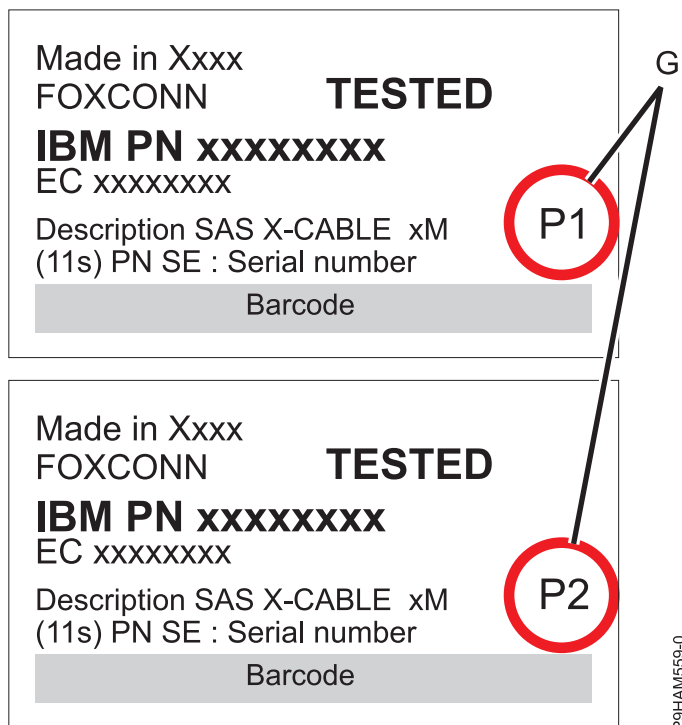 Made in Xxxx
FOXCONN TESTED
IBM PN xxxxxxxx
EC xxxxxxxx
Description SAS X-CABLE xM
(11s) PN SE : Serial number
Barcode
P1
G
Made in Xxxx
FOXCONN TESTED
IBM PN xxxxxxxx
EC xxxxxxxx
Description SAS X-CABLE xM
(11s) PN SE : Serial number
Barcode
P2
P9HAM559-0